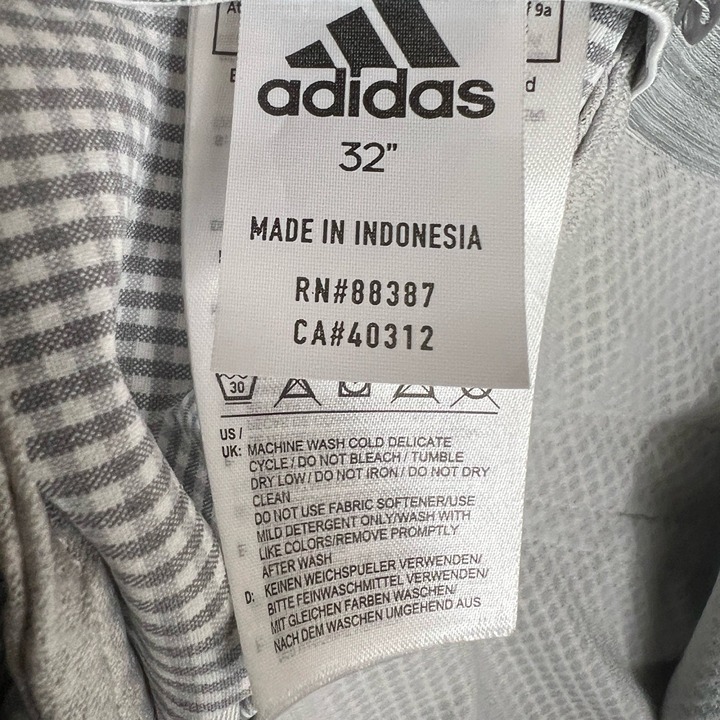 At
f 9a
d
adidas
32"
MADE IN INDONESIA
RN#88387
CA#40312
30
US /
UK: MACHINE WASH COLD DELICATE
CYCLE / DO NOT BLEACH / TUMBLE
DRY LOW / DO NOT IRON / DO NOT DRY
CLEAN
DO NOT USE FABRIC SOFTENER/USE
MILD DETERGENT ONLY/WASH WITH
LIKE COLORS/REMOVE PROMPTLY
AFTER WASH
D: KEINEN WEICHSPUELER VERWENDEN/
BITTE FEINWASCHMITTEL VERWENDEN/
MIT GLEICHEN FARBEN WASCHEN/
NACH DEM WASCHEN UMGEHEND AUS